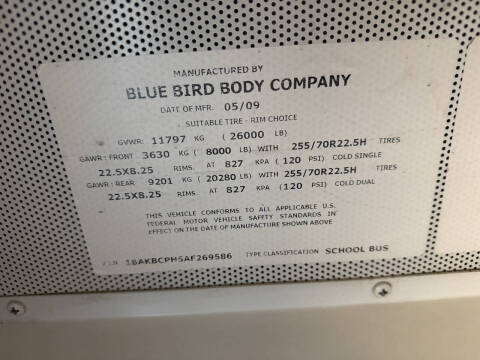 MANUFACTURED BY
BLUE BIRD BODY COMPANY
DATE OF MFR. 05/09
SUITABLE TIRE - RIM CHOICE
GVWR: 11797 KG (26000 LB)
GAWR: FRONT 3630 KG ( 8000 LB) WITH 255/70R22.5H TIRES
22.5X8.25 RIMS. AT 827 KPA (120 PSI) COLD SINGLE
GAWR: REAR 9201 KG (20280 LB) WITH 255/70R22.5H TIRES
22.5X8.25 RIMS. AT 827 KPA (120 PSI) COLD DUAL
THIS VEHICLE CONFORMS TO ALL APPLICABLE U.S.
FEDERAL MOTOR VEHICLE SAFETY STANDARDS IN
EFFECT ON THE DATE OF MANUFACTURE SHOWN ABOVE
V.I.N. 1BAKBCPH5AF269586 TYPE CLASSIFICATION SCHOOL BUS